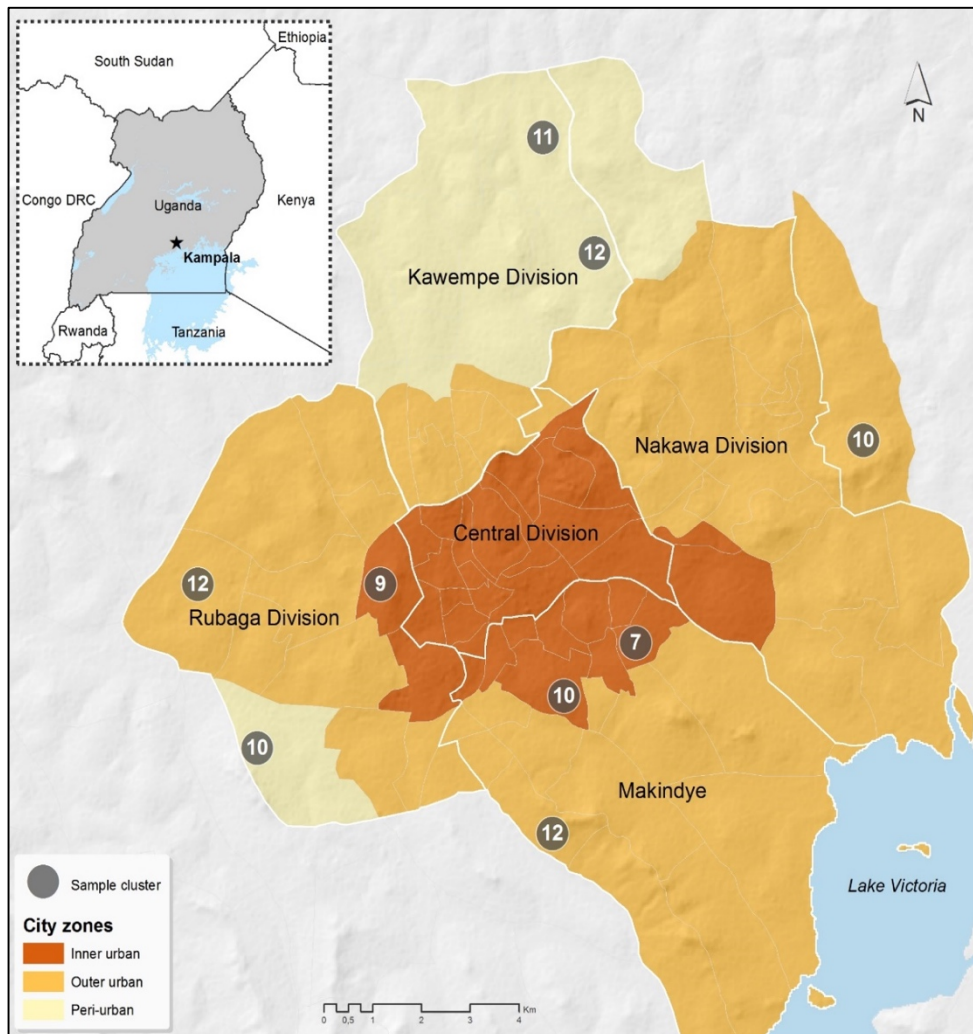 Ethiopia
South Sudan
Congo DRC
Uganda
Kenya
Kampala
Rwanda
Tanzania
N
11
12
Kawempe Division
Nakawa Division
10
Central Division
12
9
Rubaga Division
7
10
10
Makindye
12
Lake Victoria
Sample cluster
City zones
Inner urban
Outer urban
Peri-urban
Km
0 0,5 1 2 3 4